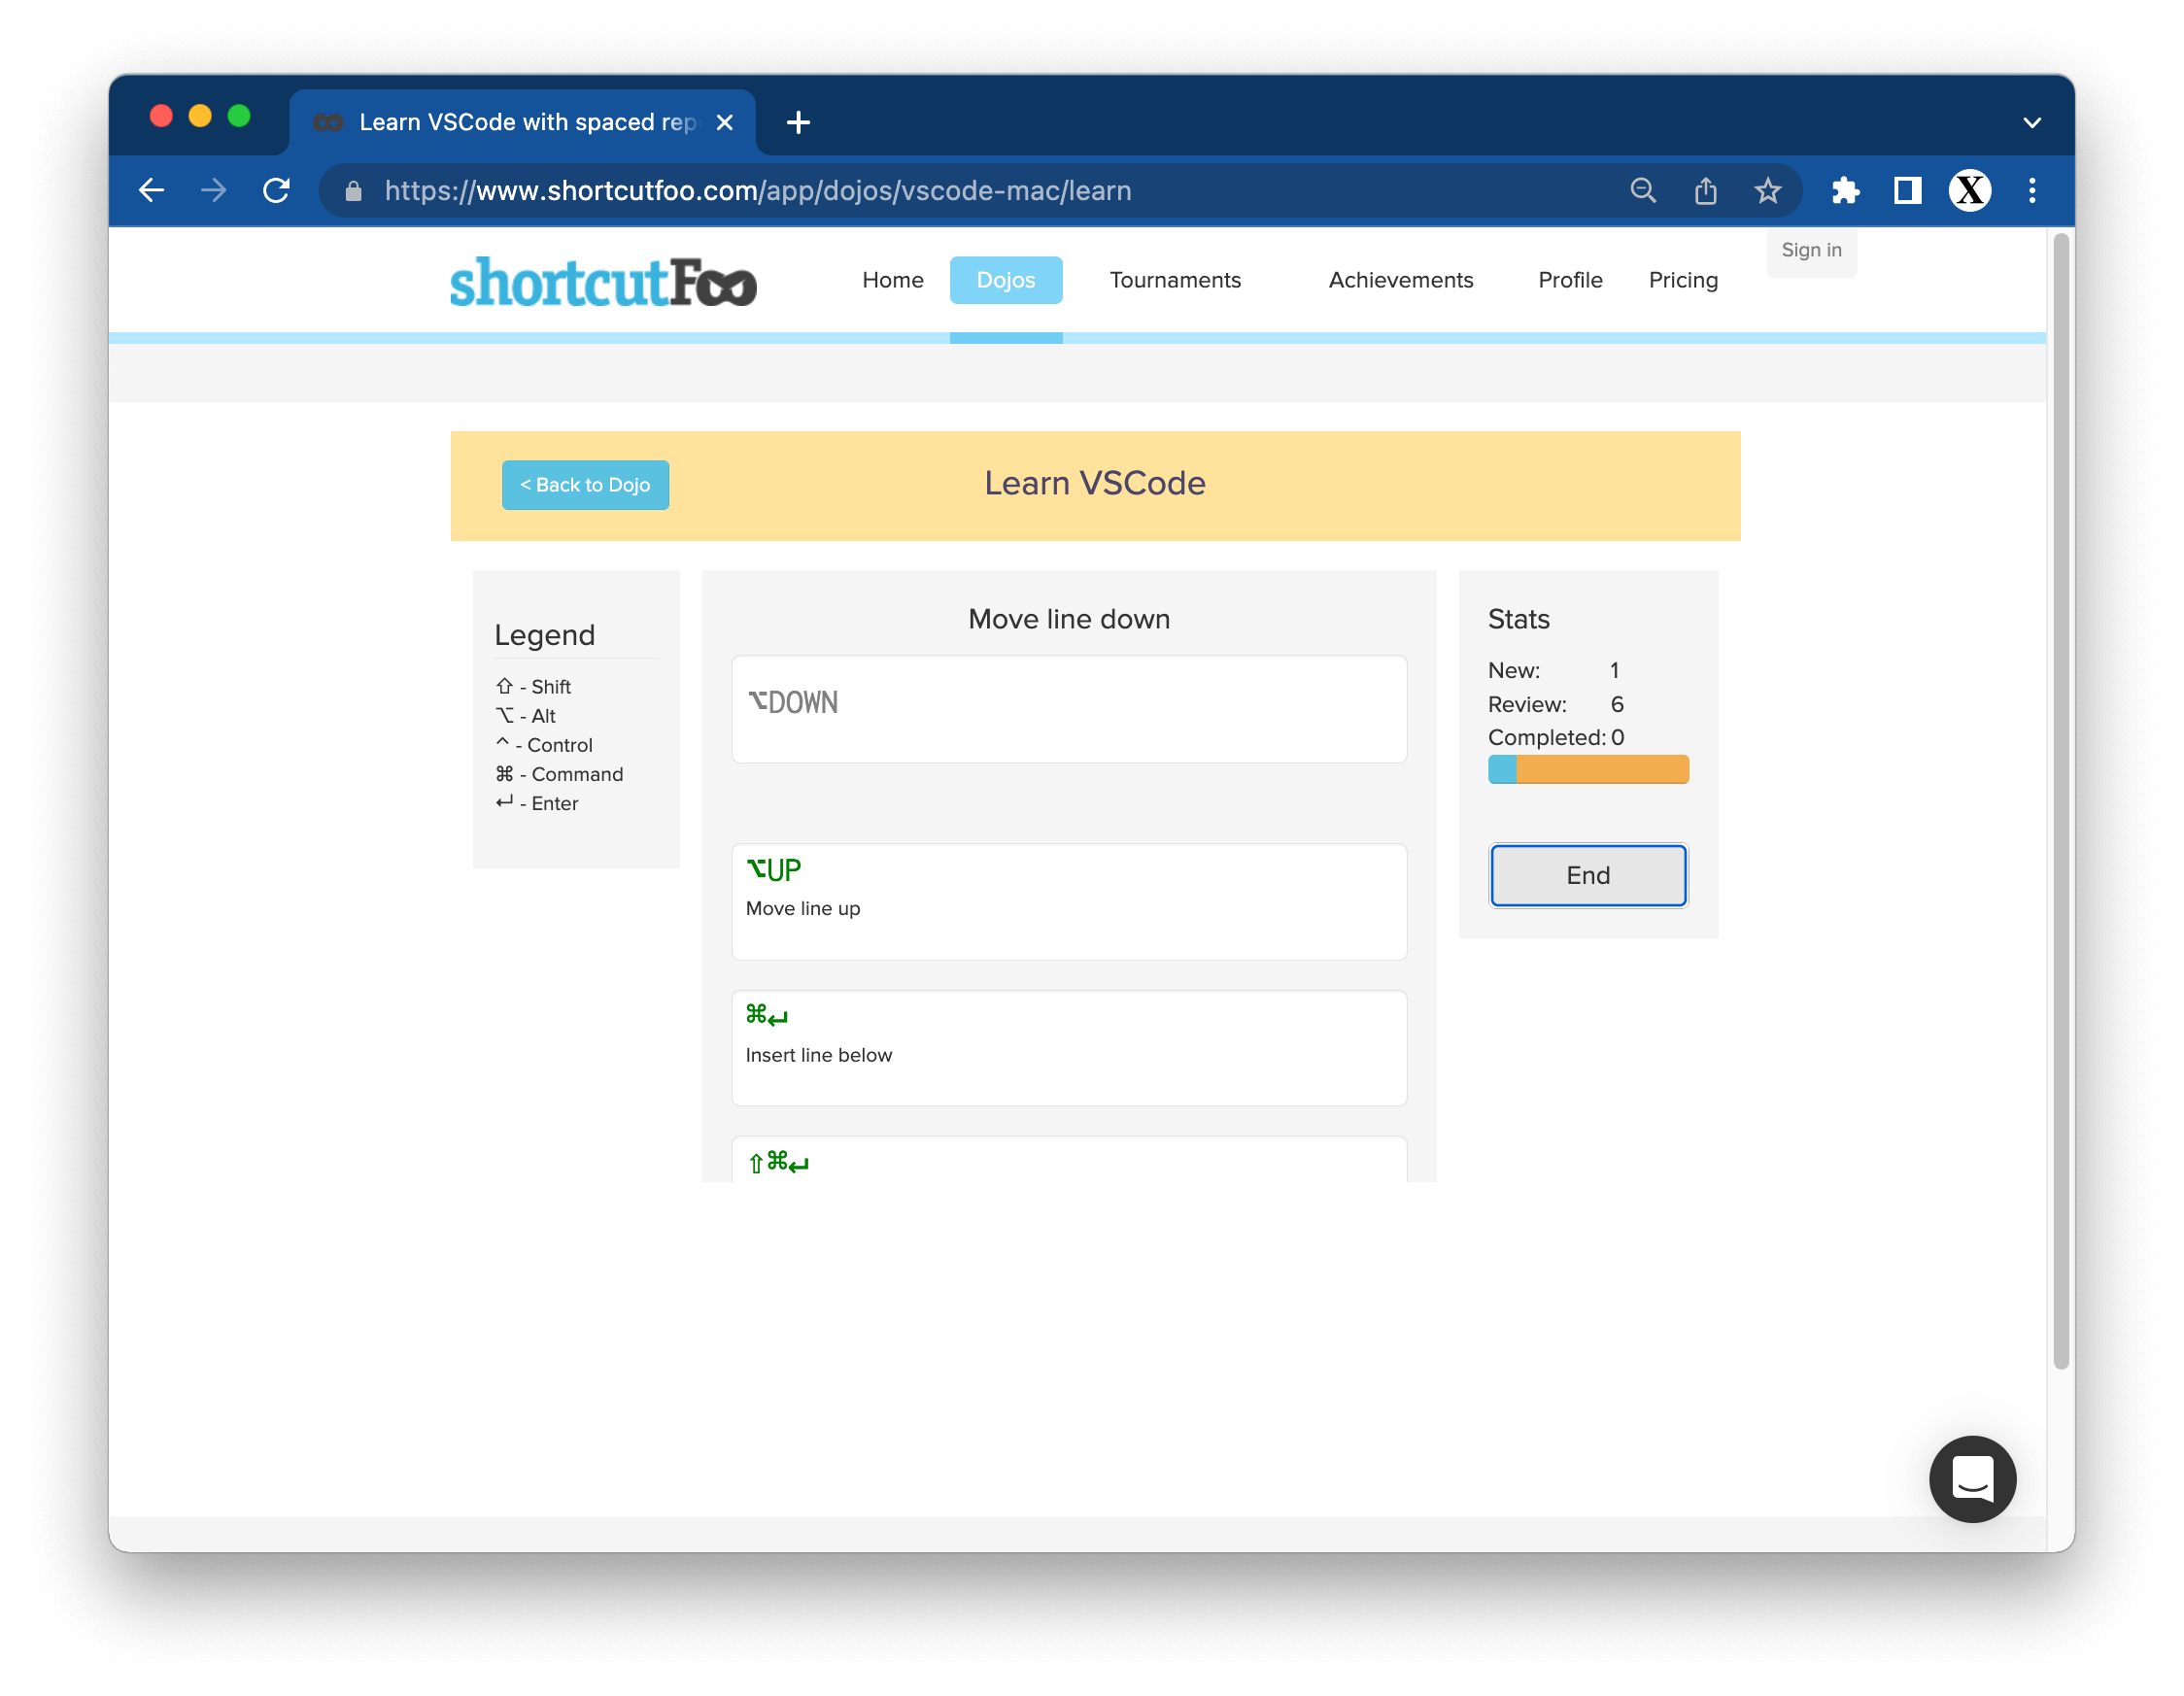 Learn VSCode with spaced rep
https://www.shortcutfoo.com/app/dojos/vscode-mac/learn
X
shortcutFoo
Home
Dojos
Tournaments
Achievements
Profile
Pricing
Sign in
< Back to Dojo
Learn VSCode
Legend
⇧ - Shift
⌥ - Alt
^ - Control
⌘ - Command
↵ - Enter
Move line down
⌥DOWN
⌥UP
Move line up
⌘↵
Insert line below
⇧⌘↵
Stats
New: 1
Review: 6
Completed: 0
End